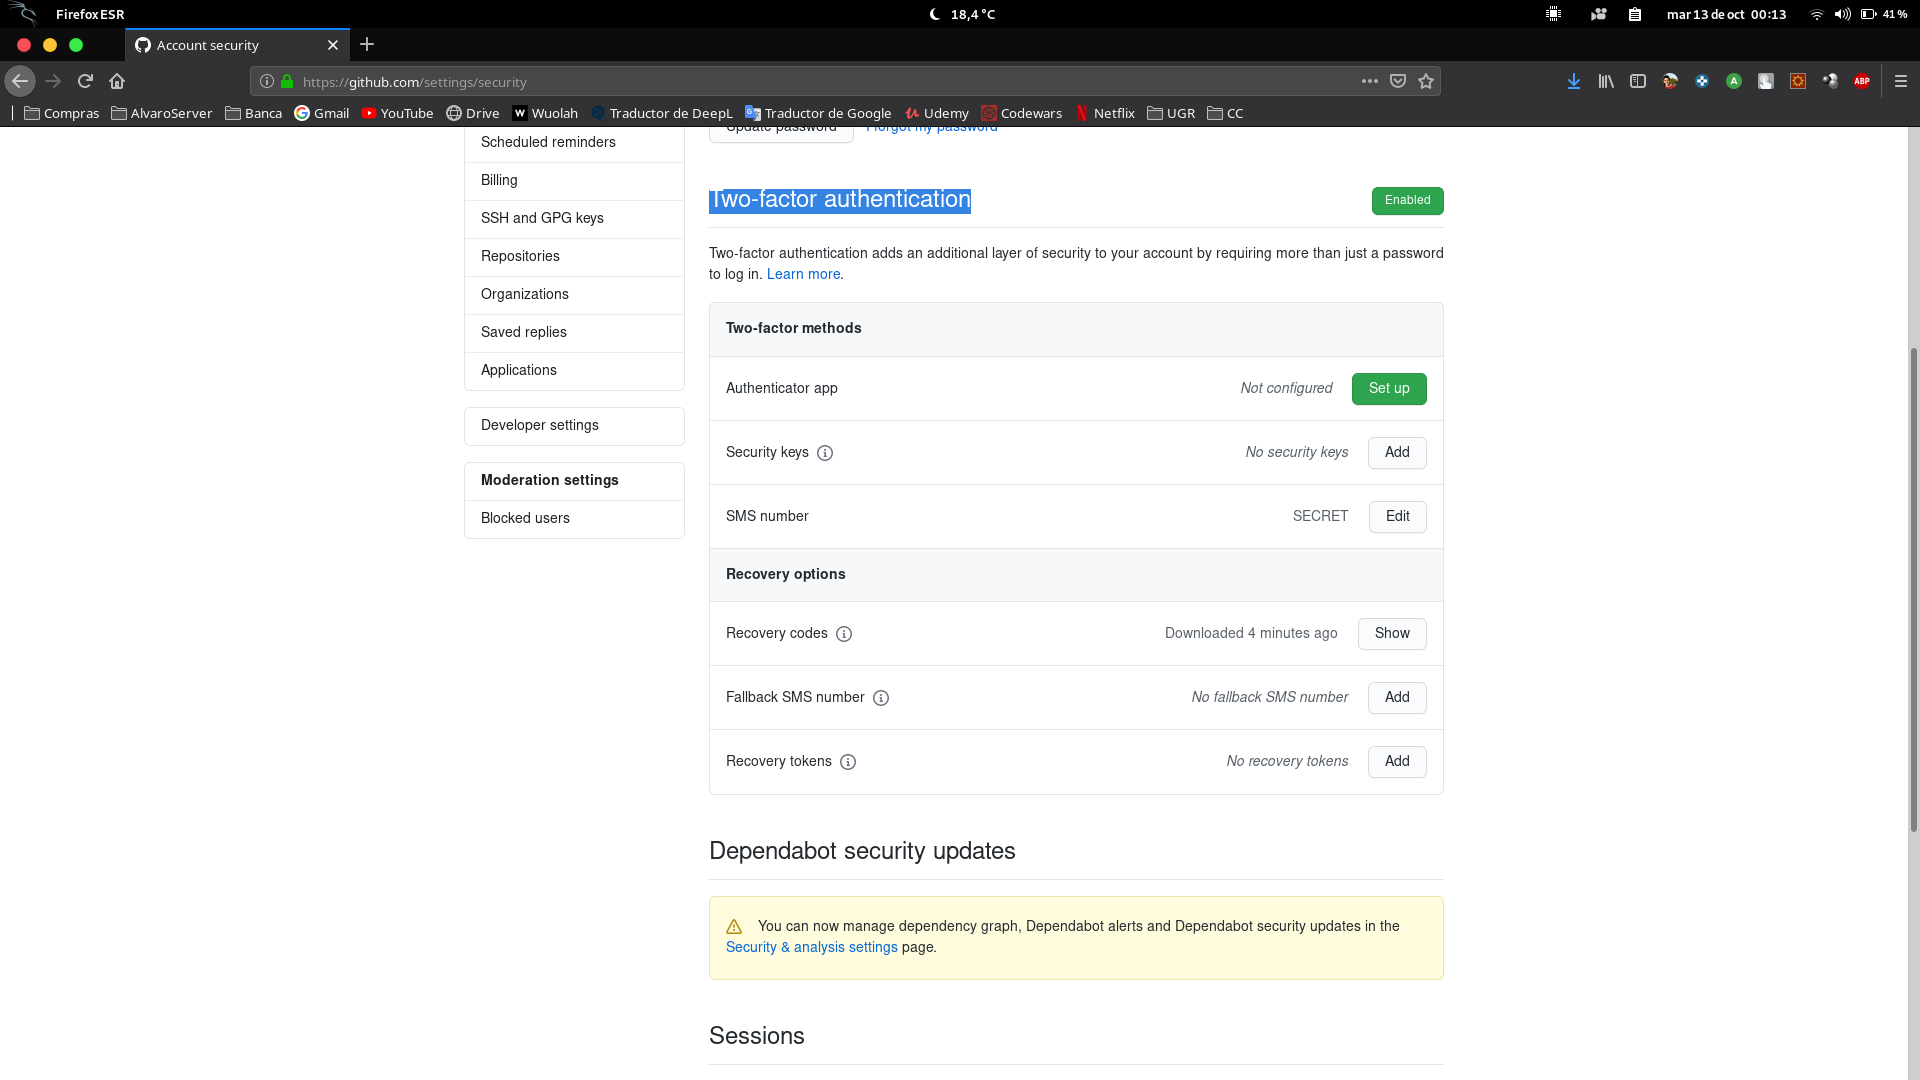 Firefox ESR
18,4 °C
mar 13 de oct 00:13
41 %
Account security
https://github.com/settings/security
ABP
Compras AlvaroServer Banca Gmail YouTube Drive Wuolah Traductor de DeepL Traductor de Google Udemy Codewars Netflix UGR CC
Update password I forgot my password
Scheduled reminders
Billing
SSH and GPG keys
Repositories
Organizations
Saved replies
Applications
Developer settings
Moderation settings
Blocked users
Two-factor authentication
Enabled
Two-factor authentication adds an additional layer of security to your account by requiring more than just a password
to log in. Learn more.
Two-factor methods
Authenticator app Not configured Set up
Security keys No security keys Add
SMS number SECRET Edit
Recovery options
Recovery codes Downloaded 4 minutes ago Show
Fallback SMS number No fallback SMS number Add
Recovery tokens No recovery tokens Add
Dependabot security updates
You can now manage dependency graph, Dependabot alerts and Dependabot security updates in the
Security & analysis settings page.
Sessions